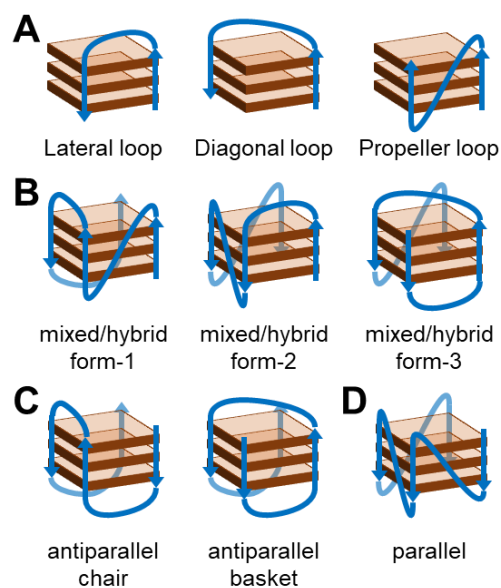 A
Lateral loop
Diagonal loop
Propeller loop
B
mixed/hybrid
form-1
mixed/hybrid
form-2
mixed/hybrid
form-3
C
antiparallel
chair
antiparallel
basket
D
parallel